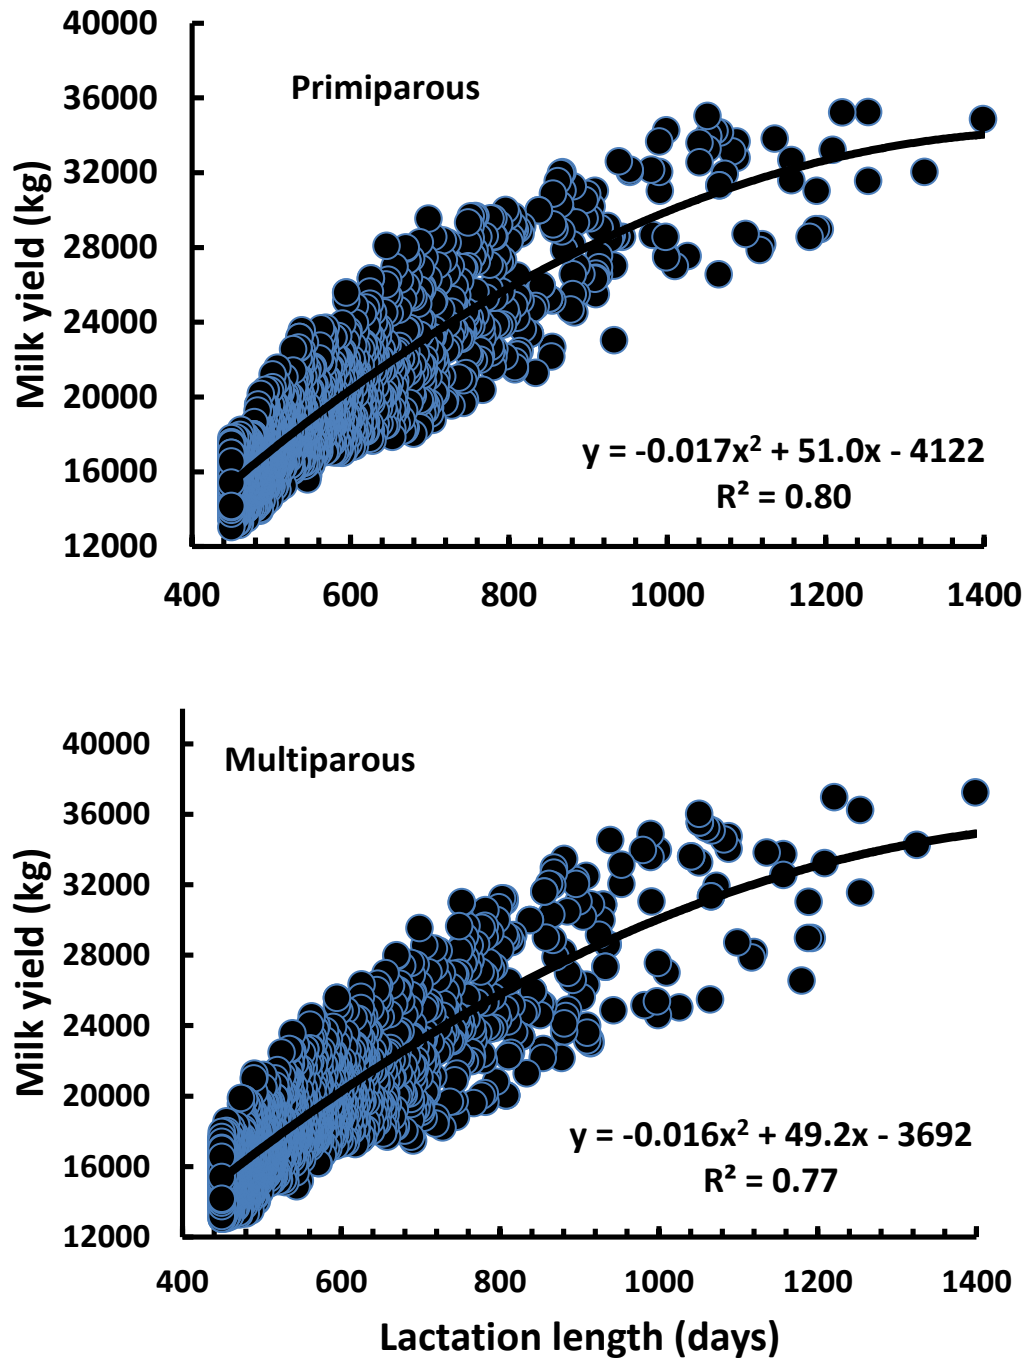 40000
36000
32000
28000
24000
20000
16000
12000
Milk yield (kg)
Primiparous
y = -0.017x² + 51.0x - 4122
R² = 0.80
400 600 800 1000 1200 1400
40000
36000
32000
28000
24000
20000
16000
12000
Milk yield (kg)
Multiparous
y = -0.016x² + 49.2x - 3692
R² = 0.77
400 600 800 1000 1200 1400
Lactation length (days)